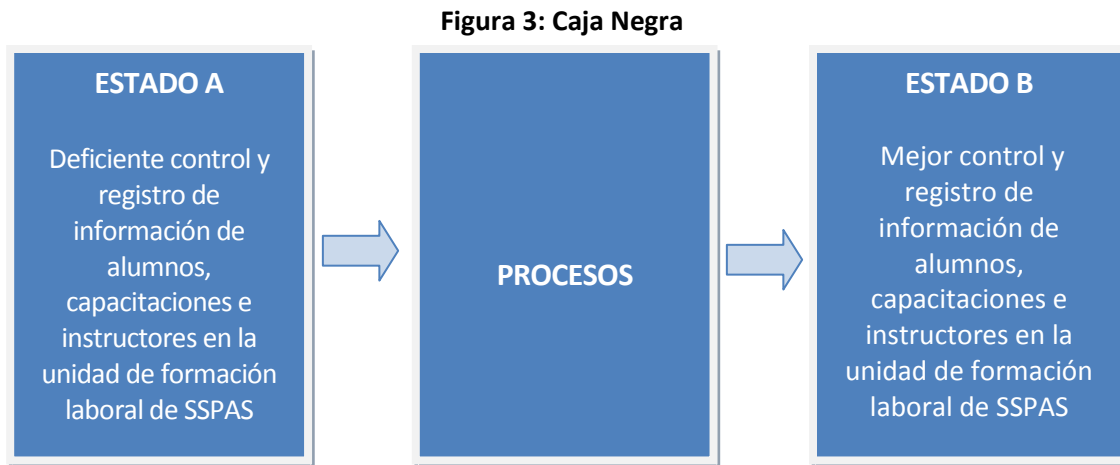 Figura 3: Caja Negra
ESTADO A
Deficiente control y
registro de
información de
alumnos,
capacitaciones e
instructores en la
unidad de formación
laboral de SSPAS
PROCESOS
ESTADO B
Mejor control y
registro de
información de
alumnos,
capacitaciones e
instructores en la
unidad de formación
laboral de SSPAS